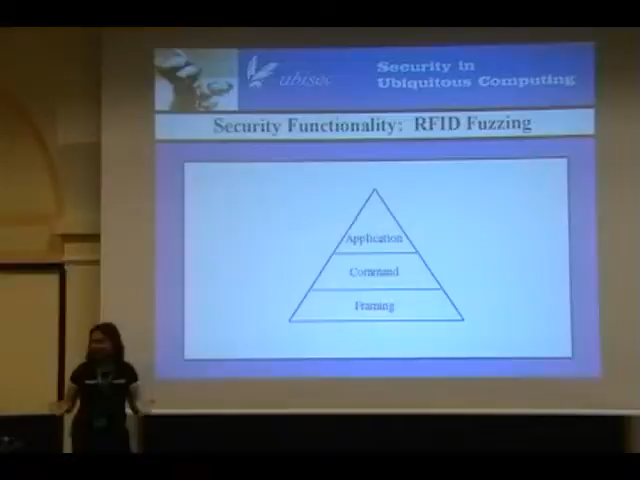 ubisec
Security in
Ubiquitous Computing
Security Functionality: RFID Fuzzing
Application
Command
Framing